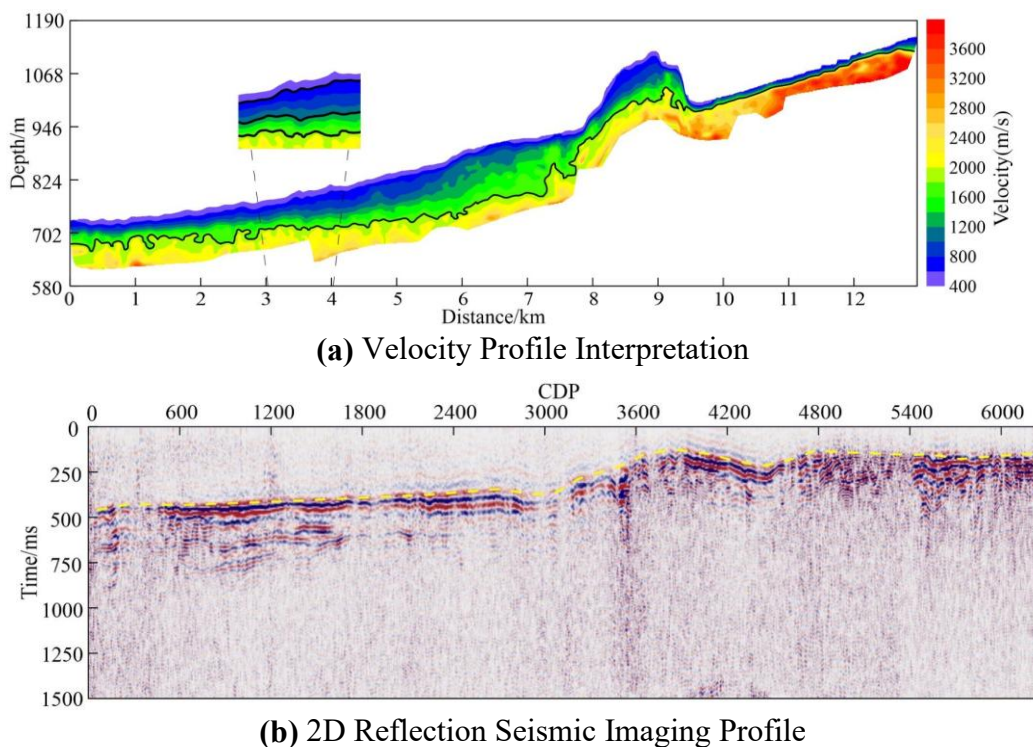 1190
1068
946
824
702
580
Depth/m
0 1 2 3 4 5 6 7 8 9 10 11 12
Distance/km
3600
3200
2800
2400
2000
1600
1200
800
400
Velocity(m/s)
(a) Velocity Profile Interpretation
CDP
0 600 1200 1800 2400 3000 3600 4200 4800 5400 6000
0
250
500
750
1000
1250
1500
Time/ms
(b) 2D Reflection Seismic Imaging Profile